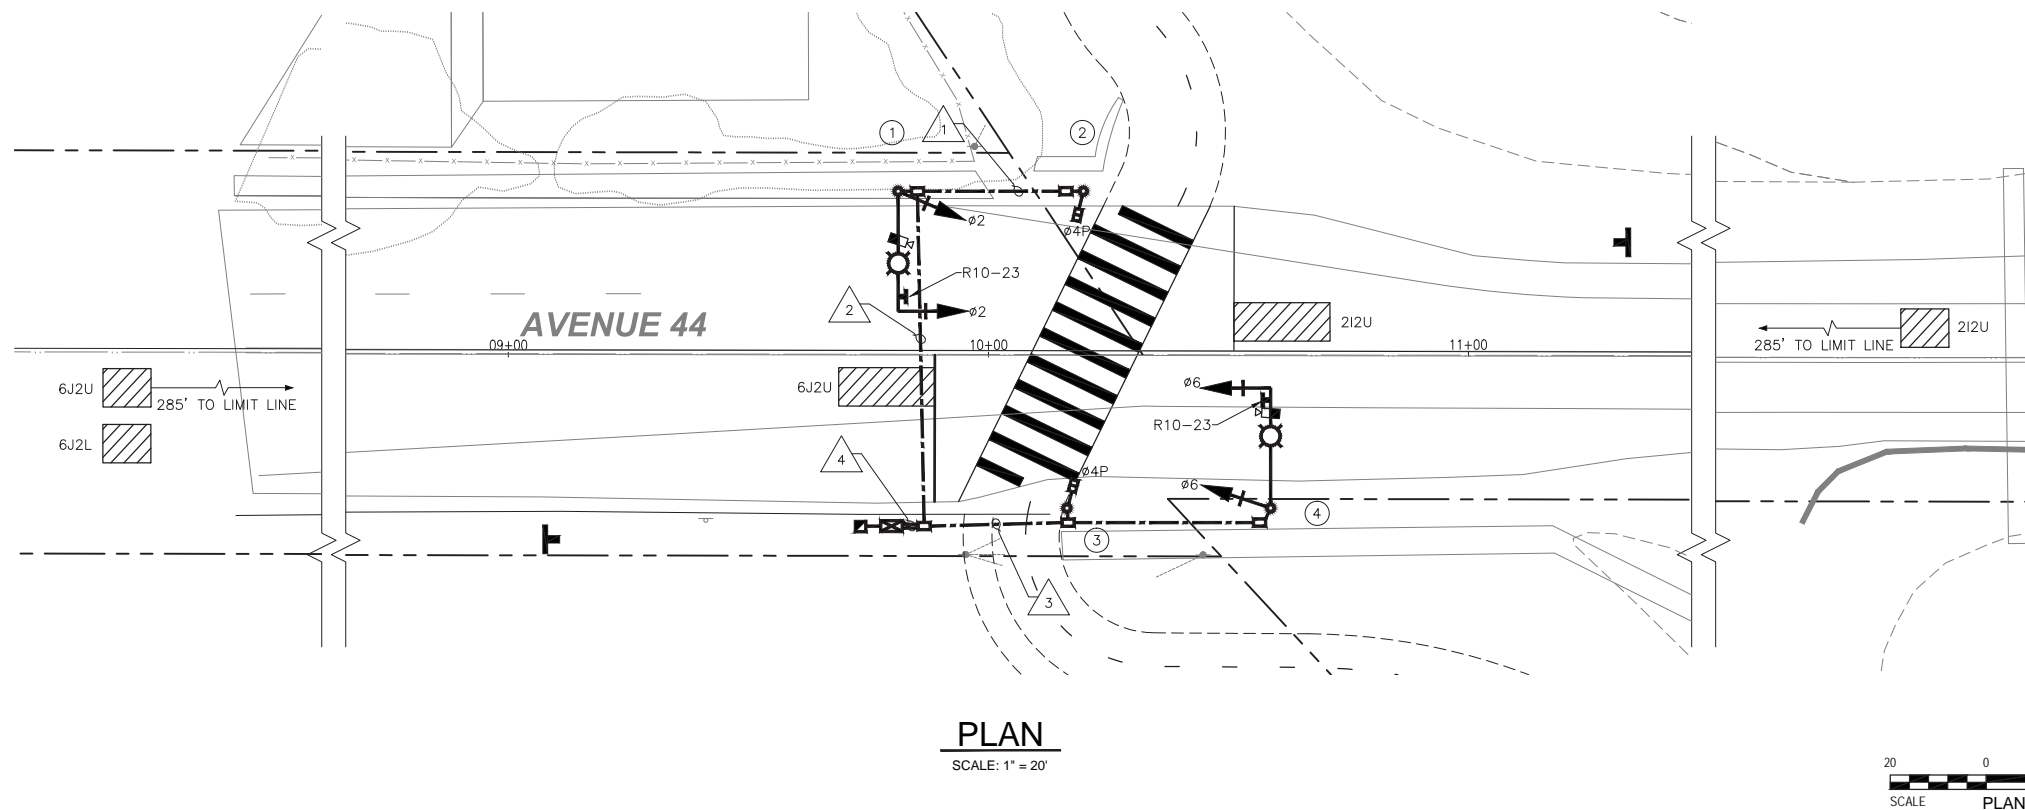 1
1
2
ø2
ø4P
R10-23
2
ø2
AVENUE 44
2I2U
2I2U
285' TO LIMIT LINE
09+00
10+00
11+00
6J2U
285' TO LIMIT LINE
6J2U
ø6
R10-23
6J2L
4
ø4P
ø6
4
3
3
PLAN
SCALE: 1" = 20'
20
0
SCALE
PLAN